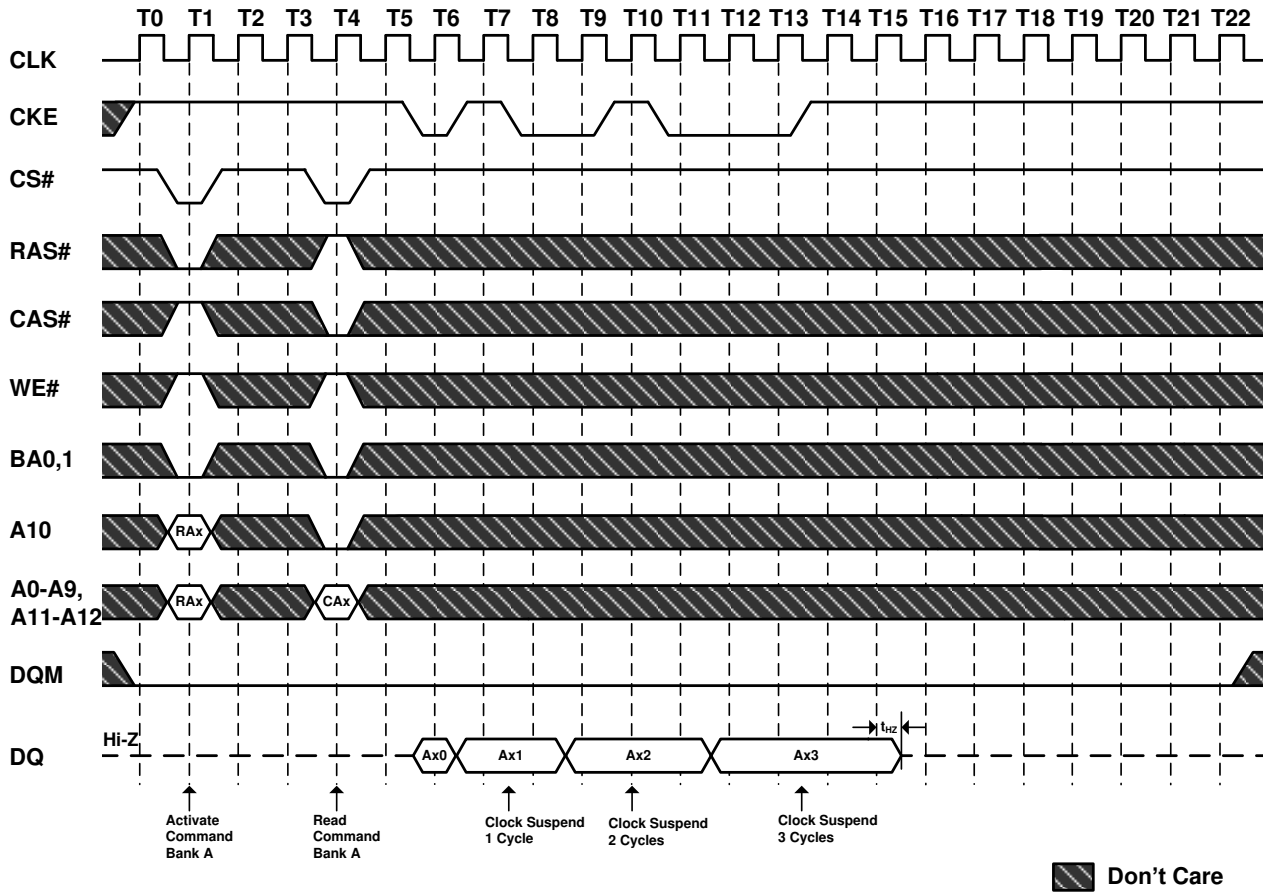 T0 T1 T2 T3 T4 T5 T6 T7 T8 T9 T10 T11 T12 T13 T14 T15 T16 T17 T18 T19 T20 T21 T22
CLK
CKE
CS#
RAS#
CAS#
WE#
BA0,1
A10
RAx
A0-A9,
A11-A12
RAx CAx
DQM
Hi-Z
tHZ
DQ
Ax0 Ax1 Ax2 Ax3
Activate
Command
Bank A
Read
Command
Bank A
Clock Suspend
1 Cycle
Clock Suspend
2 Cycles
Clock Suspend
3 Cycles
Don't Care